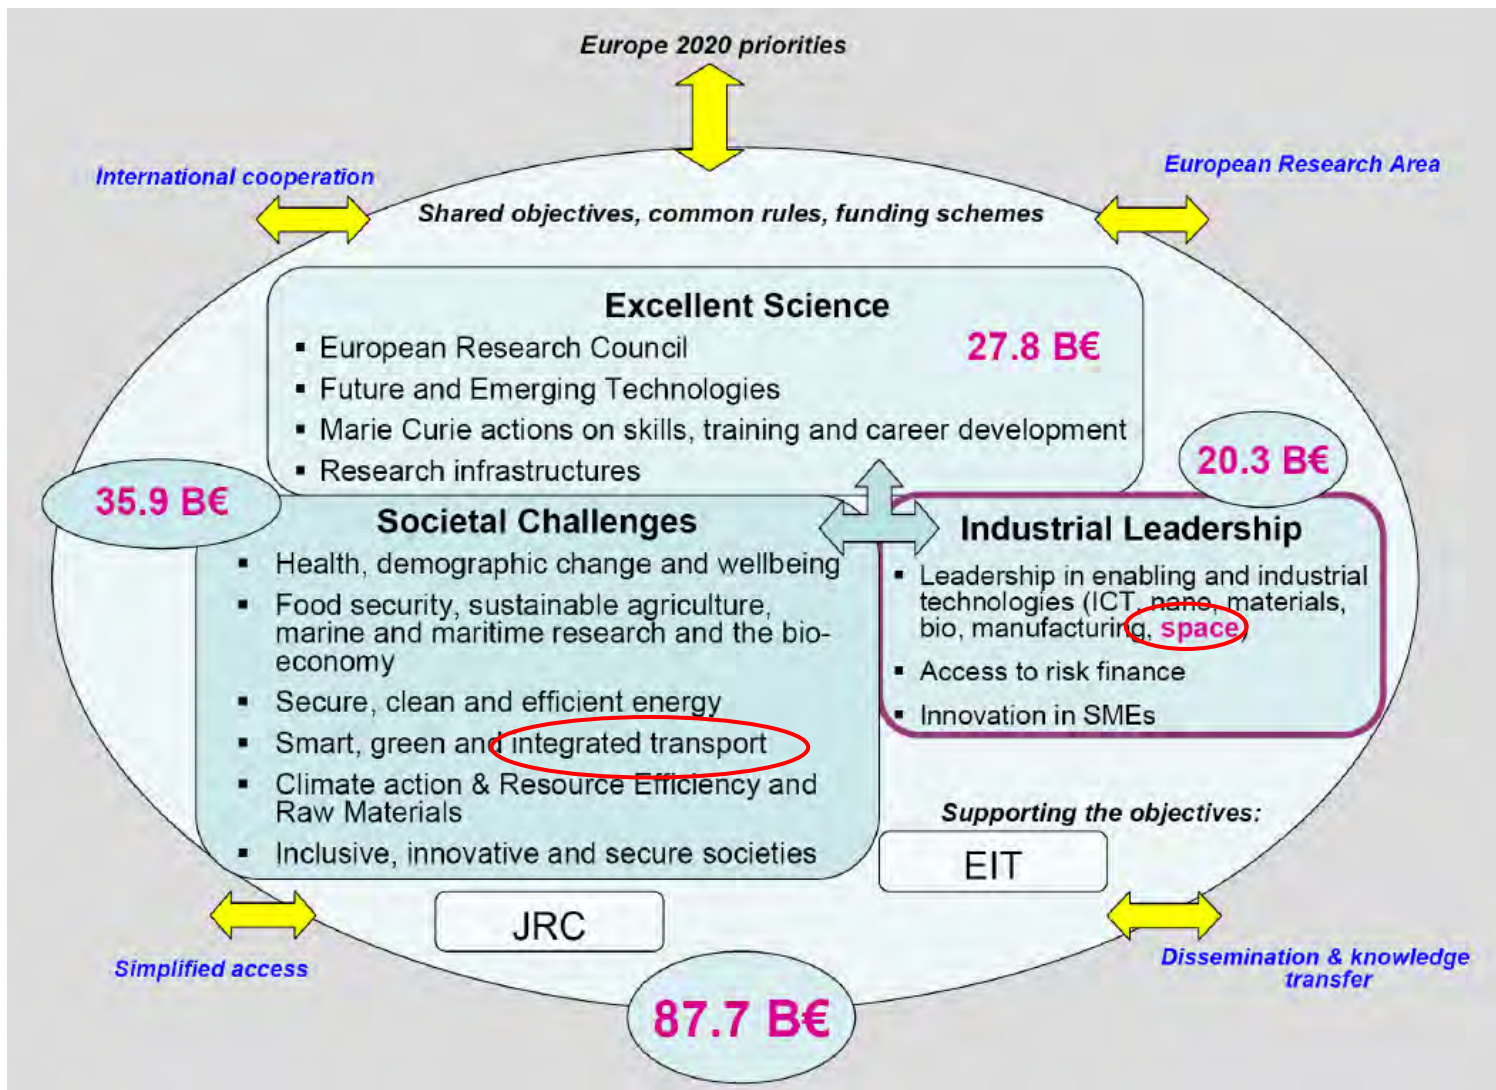 Europe 2020 priorities
International cooperation
European Research Area
Shared objectives, common rules, funding schemes
Excellent Science
▪ European Research Council
27.8 B€
▪ Future and Emerging Technologies
▪ Marie Curie actions on skills, training and career development
▪ Research infrastructures
35.9 B€
20.3 B€
Societal Challenges
▪ Health, demographic change and wellbeing
▪ Food security, sustainable agriculture,
marine and maritime research and the bio-
economy
▪ Secure, clean and efficient energy
▪ Smart, green and integrated transport
▪ Climate action & Resource Efficiency and
Raw Materials
▪ Inclusive, innovative and secure societies
Industrial Leadership
▪ Leadership in enabling and industrial
technologies (ICT, nano, materials,
bio, manufacturing, space)
▪ Access to risk finance
▪ Innovation in SMEs
Supporting the objectives:
EIT
JRC
Simplified access
Dissemination & knowledge
transfer
87.7 B€